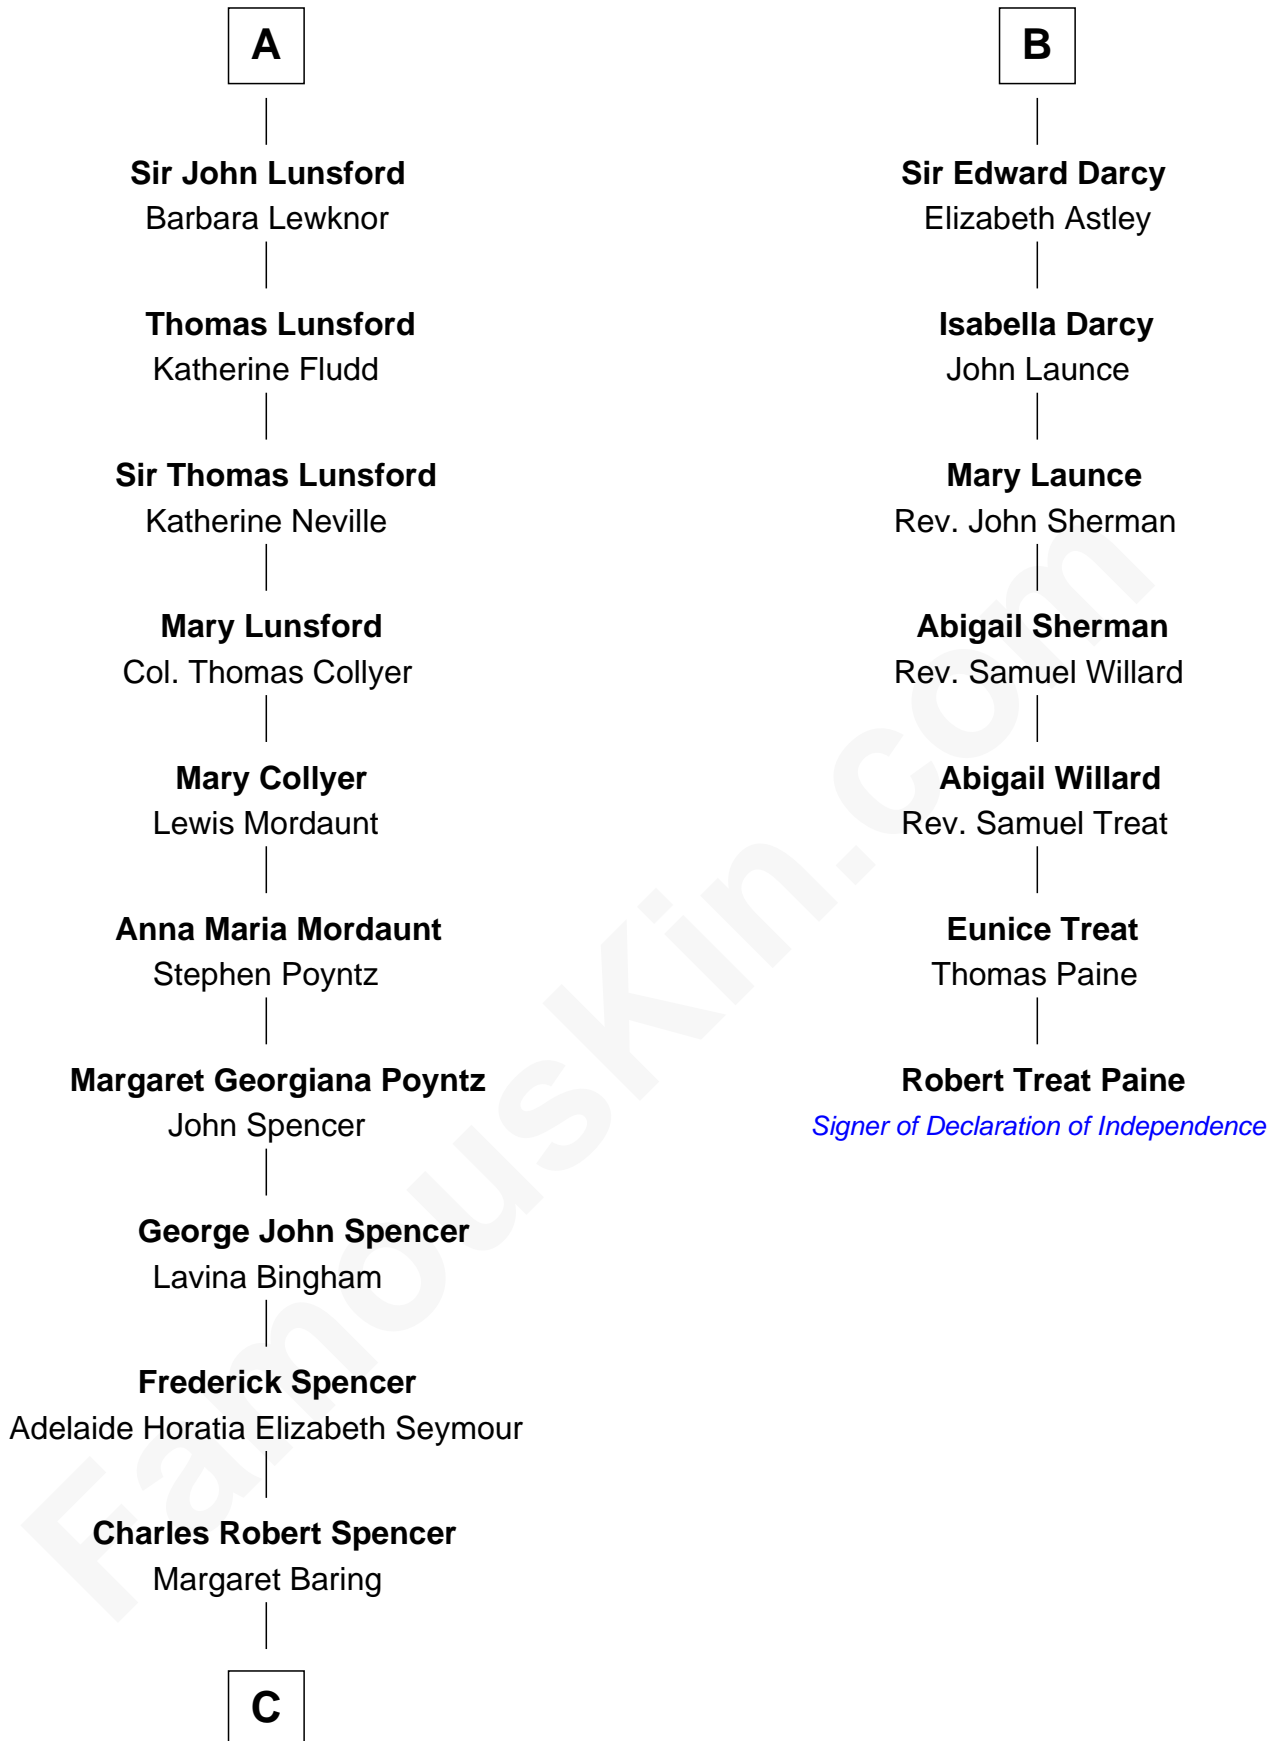 A
Sir John Lunsford
Barbara Lewknor
Thomas Lunsford
Katherine Fludd
Sir Thomas Lunsford
Katherine Neville
Mary Lunsford
Col. Thomas Collyer
Mary Collyer
Lewis Mordaunt
Anna Maria Mordaunt
Stephen Poyntz
Margaret Georgiana Poyntz
John Spencer
George John Spencer
Lavina Bingham
Frederick Spencer
Adelaide Horatia Elizabeth Seymour
Charles Robert Spencer
Margaret Baring
C
B
Sir Edward Darcy
Elizabeth Astley
Isabella Darcy
John Launce
Mary Launce
Rev. John Sherman
Abigail Sherman
Rev. Samuel Willard
Abigail Willard
Rev. Samuel Treat
Eunice Treat
Thomas Paine
Robert Treat Paine
Signer of Declaration of Independence
FamousKin.com